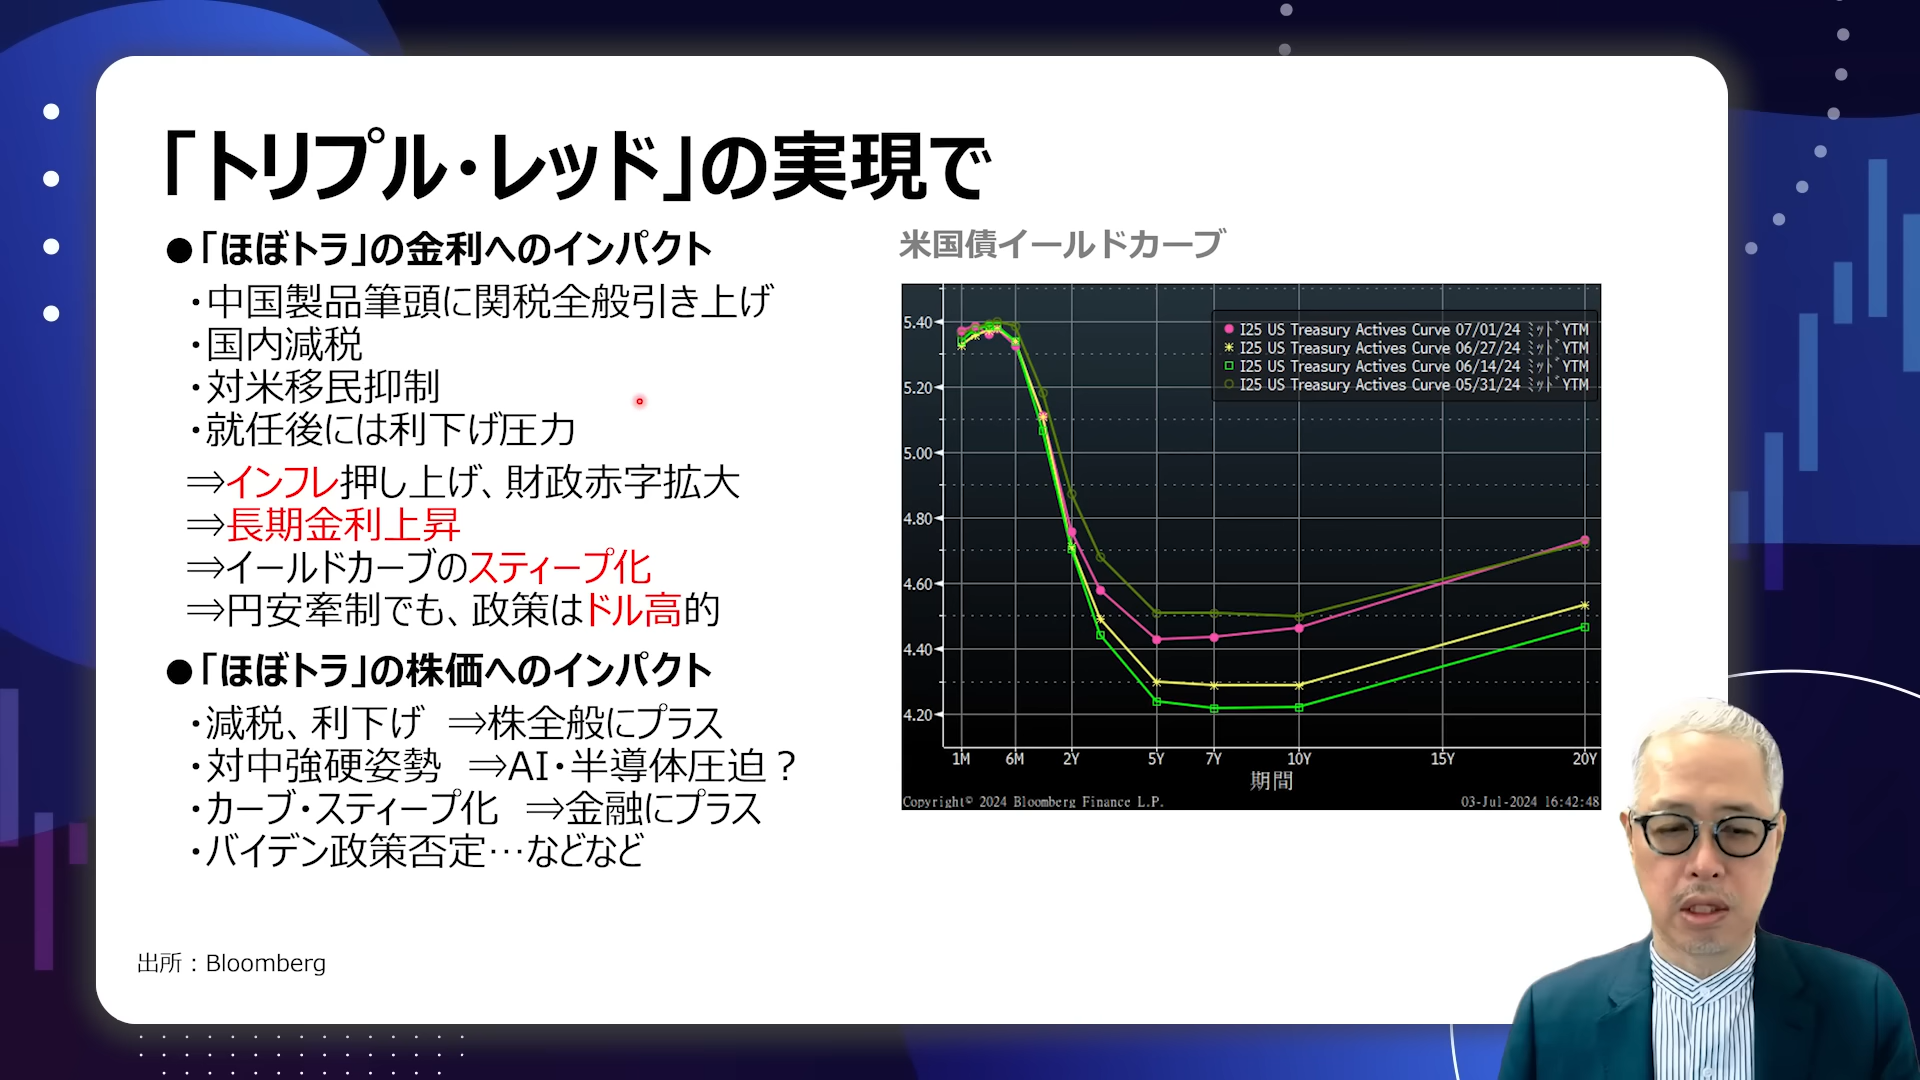 「トリプル・レッド」の実現で
●「ほぼトラ」の金利へのインパクト
・中国製品筆頭に関税全般引き上げ
・国内減税
・対米移民抑制
・就任後には利下げ圧力
⇒インフレ押し上げ、財政赤字拡大
⇒長期金利上昇
⇒イールドカーブのスティープ化
⇒円安牽制でも、政策はドル高的
●「ほぼトラ」の株価へのインパクト
・減税、利下げ ⇒株全般にプラス
・対中強硬姿勢 ⇒AI・半導体圧迫？
・カーブ・スティープ化 ⇒金融にプラス
・バイデン政策否定…などなど
出所：Bloomberg
米国債イールドカーブ
I25 US Treasury Actives Curve 07/01/24 ﾐｯﾄﾞYTM
I25 US Treasury Actives Curve 06/27/24 ﾐｯﾄﾞYTM
I25 US Treasury Actives Curve 06/14/24 ﾐｯﾄﾞYTM
I25 US Treasury Actives Curve 05/31/24 ﾐｯﾄﾞYTM
5.40
5.20
5.00
4.80
4.60
4.40
4.20
1M 6M 2Y 5Y 7Y 10Y 15Y 20Y
期間
Copyright© 2024 Bloomberg Finance L.P.
03-Jul-2024 16:42:48